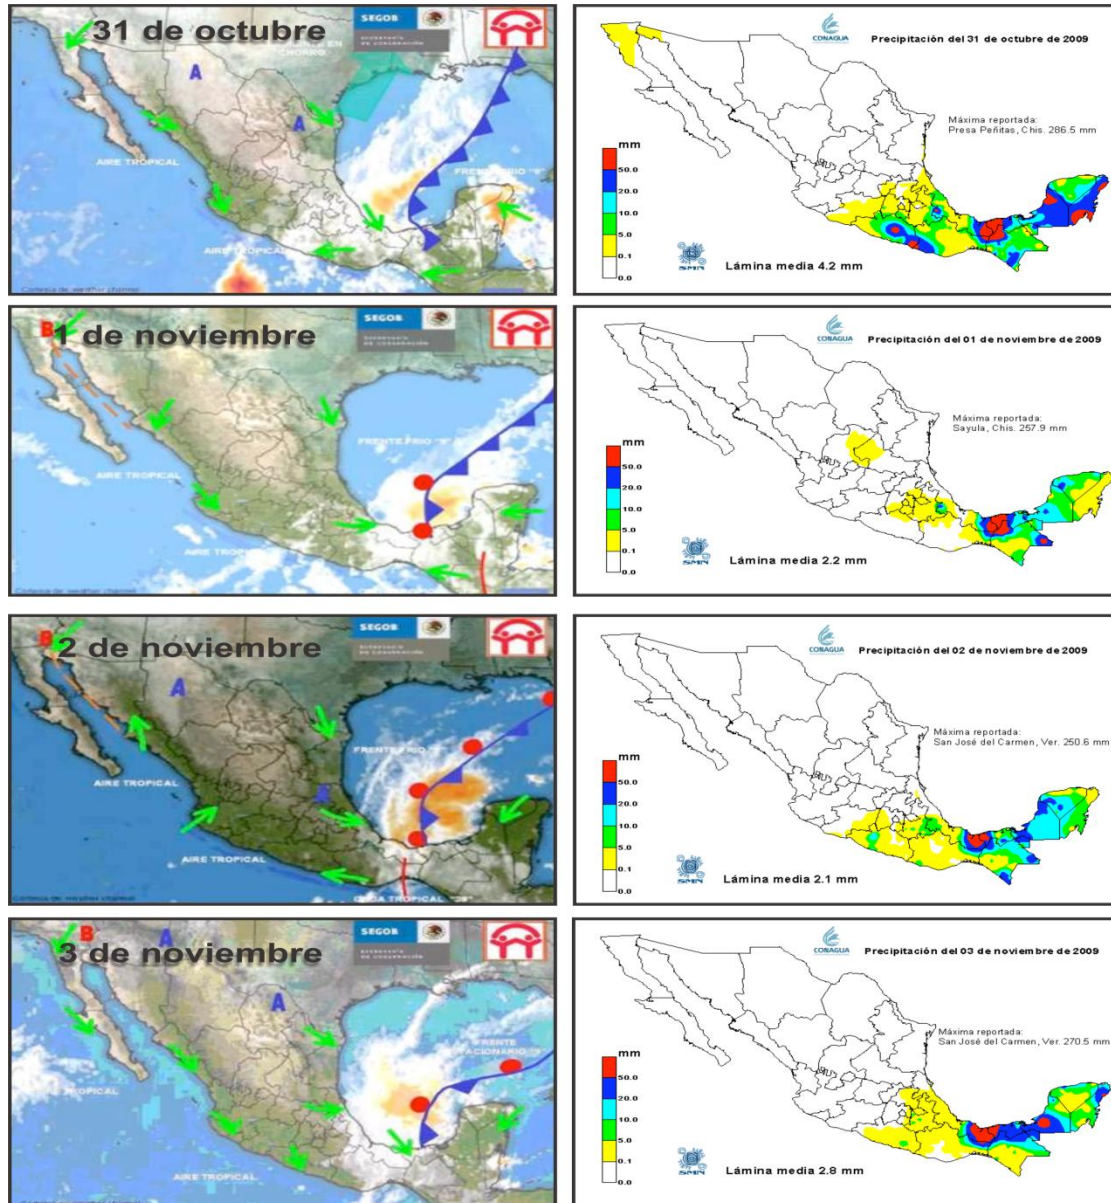 31 de octubre
SEGOB
A
A
AIRE TROPICAL
AIRE TROPICAL
Cortesía de: weather channel
CONAGUA
Precipitación del 31 de octubre de 2009
Máxima reportada:
Presa Peñitas, Chis. 286.5 mm
mm
50.0
20.0
10.0
5.0
0.1
0.0
SMN
Lámina media 4.2 mm
B
1 de noviembre
SEGOB
AIRE TROPICAL
CONAGUA
Precipitación del 01 de noviembre de 2009
Máxima reportada:
Sayula, Chis. 257.9 mm
mm
50.0
20.0
10.0
5.0
0.1
0.0
SMN
Lámina media 2.2 mm
B
2 de noviembre
SEGOB
A
A
AIRE TROPICAL
AIRE TROPICAL
CONAGUA
Precipitación del 02 de noviembre de 2009
Máxima reportada:
San José del Carmen, Ver. 250.6 mm
mm
50.0
20.0
10.0
5.0
0.1
0.0
SMN
Lámina media 2.1 mm
B
A
3 de noviembre
SEGOB
A
FRENTE
AIRE TROPICAL
CONAGUA
Precipitación del 03 de noviembre de 2009
Máxima reportada:
San José del Carmen, Ver. 270.5 mm
mm
50.0
20.0
10.0
5.0
0.1
0.0
SMN
Lámina media 2.8 mm